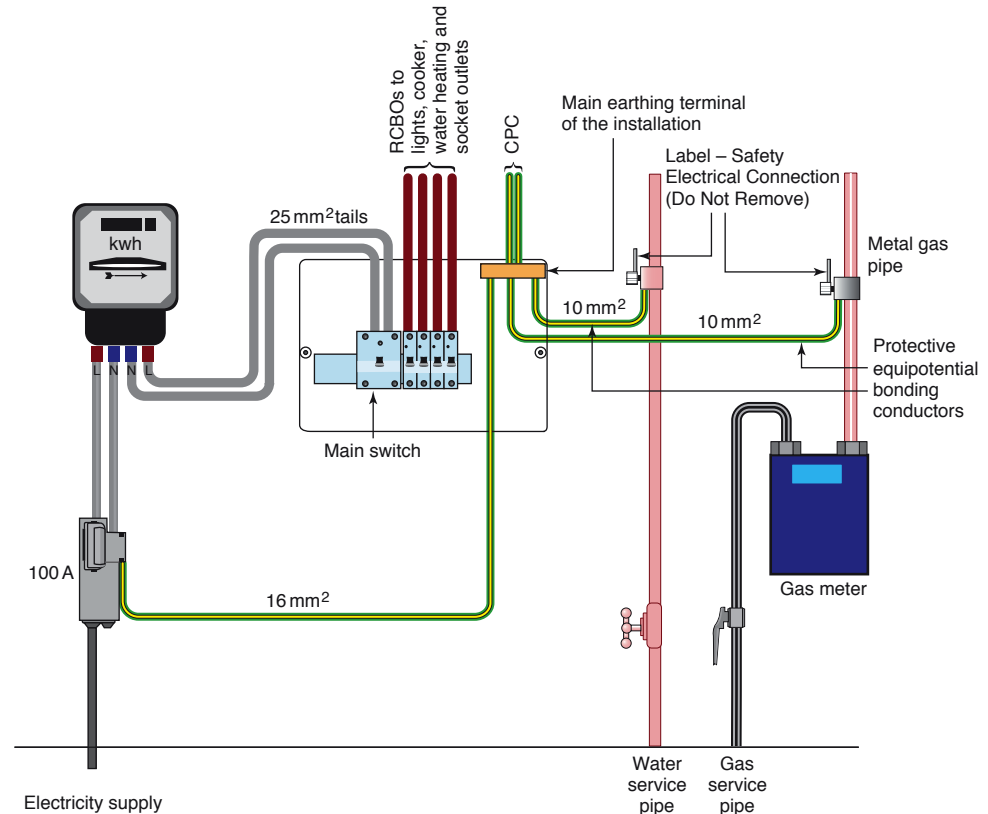 RCBOs to
lights, cooker,
water heating and
socket outlets
CPC
Main earthing terminal
of the installation
Label – Safety
Electrical Connection
(Do Not Remove)
25 mm² tails
kwh
Metal gas
pipe
10 mm²
10 mm²
L N N L
Protective
equipotential
bonding
conductors
Main switch
100 A
16 mm²
Gas meter
Water
service
pipe
Gas
service
pipe
Electricity supply